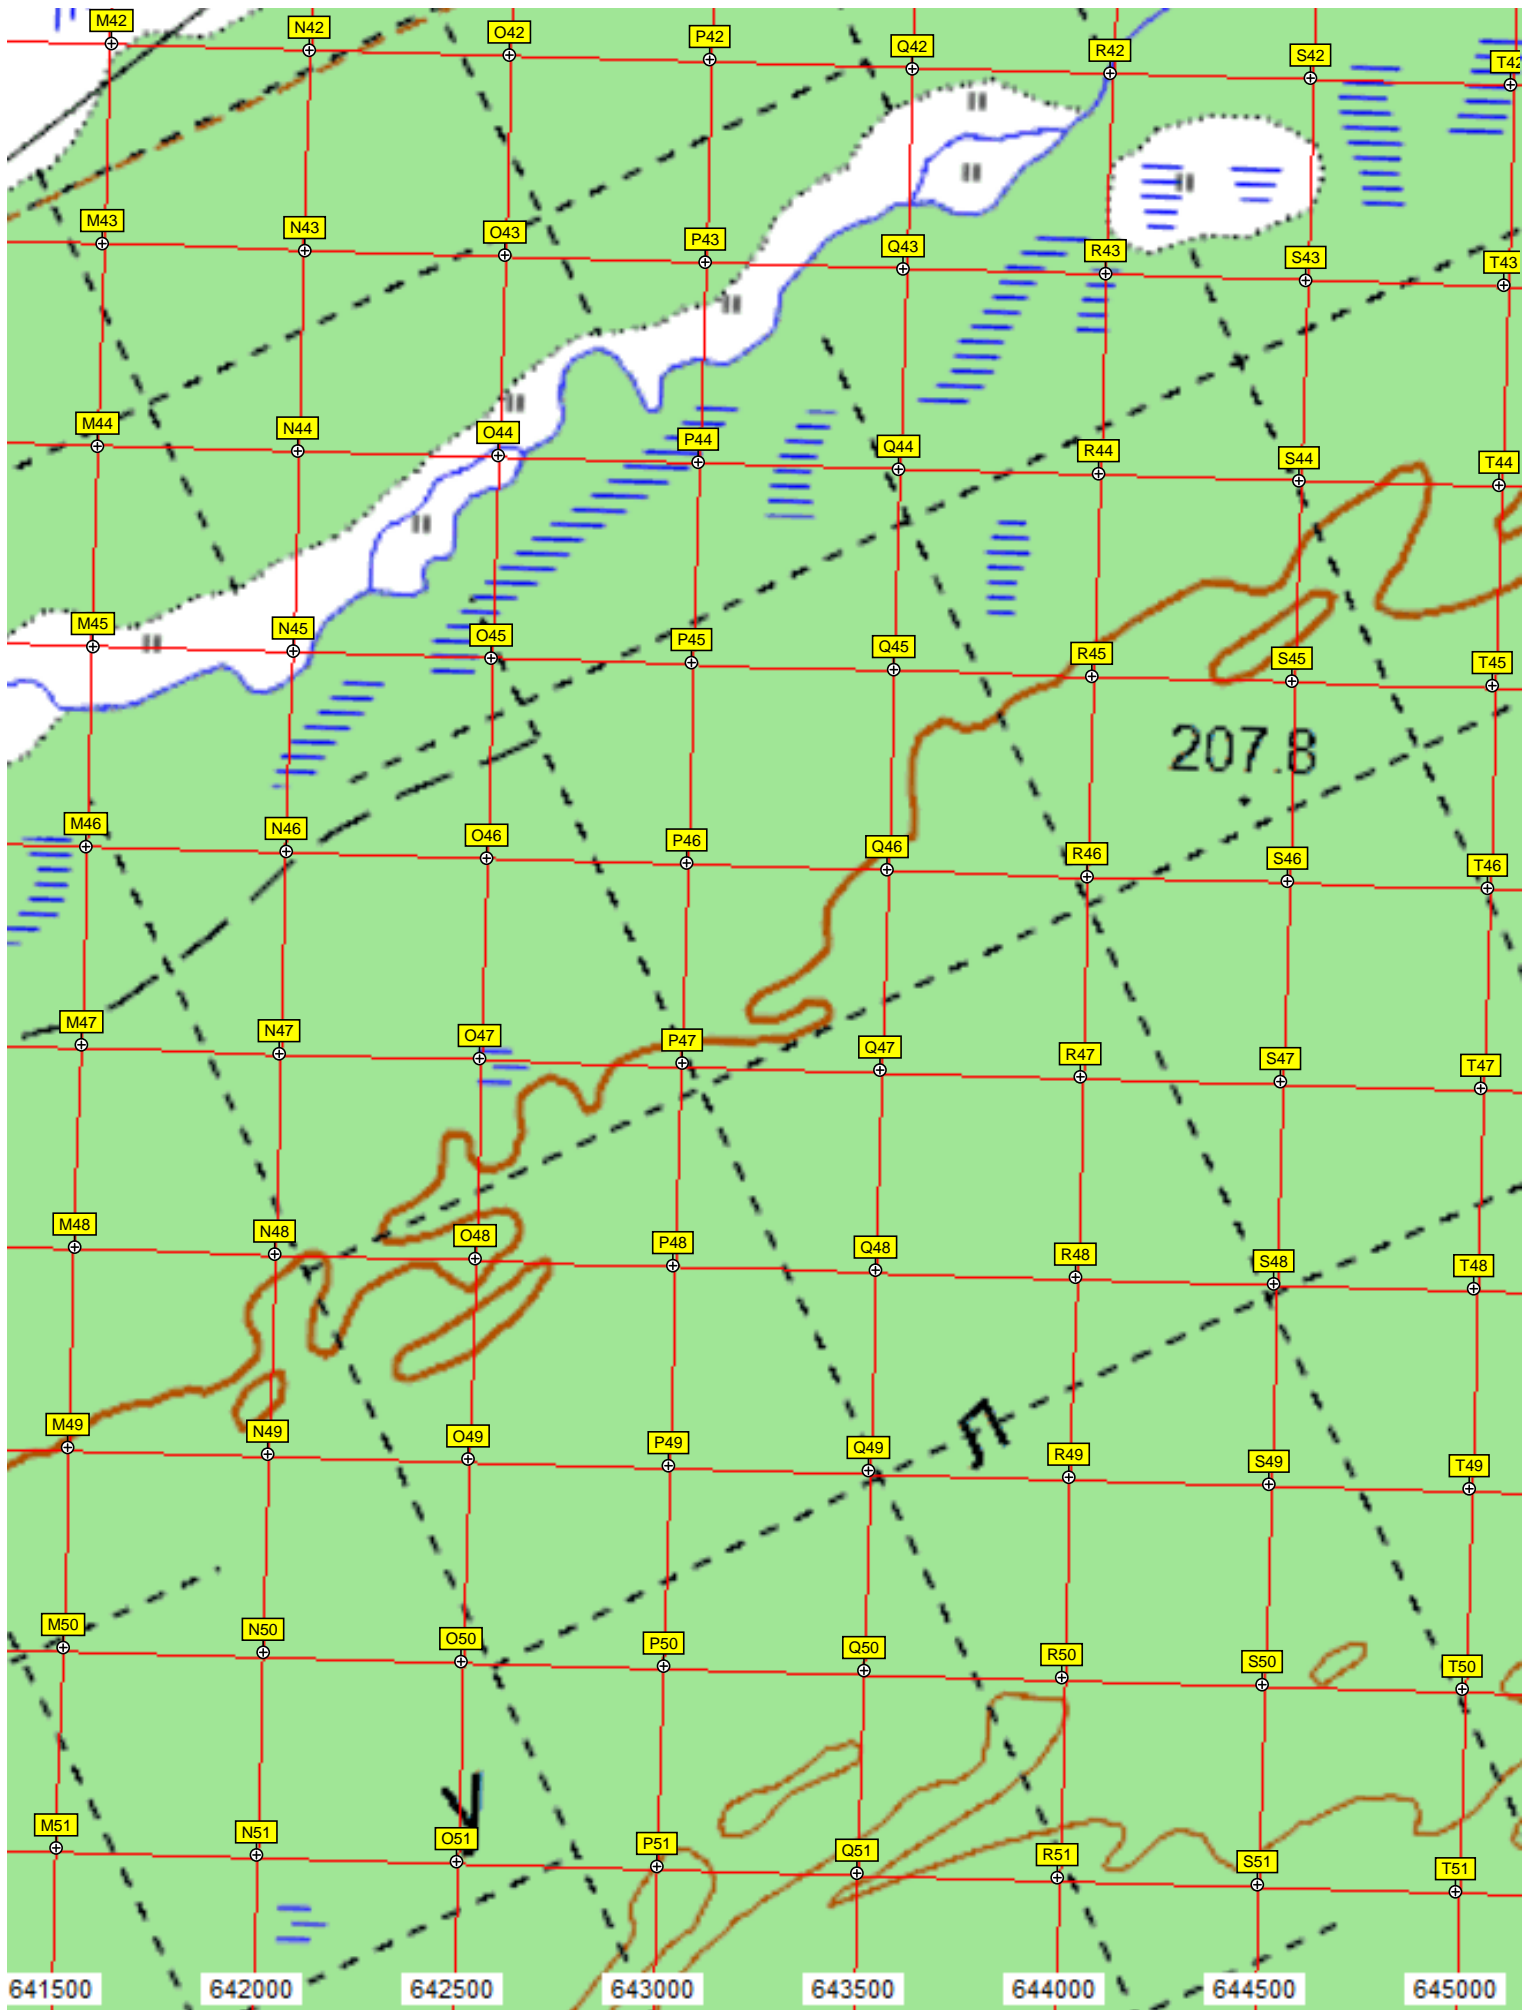 M42 N42 O42 P42 Q42 R42 S42 T42
M43 N43 O43 P43 Q43 R43 S43 T43
M44 N44 O44 P44 Q44 R44 S44 T44
M45 N45 O45 P45 Q45 R45 S45 T45
207.8
M46 N46 O46 P46 Q46 R46 S46 T46
M47 N47 O47 P47 Q47 R47 S47 T47
M48 N48 O48 P48 Q48 R48 S48 T48
Л
M49 N49 O49 P49 Q49 R49 S49 T49
M50 N50 O50 P50 Q50 R50 S50 T50
M51 N51 O51 P51 Q51 R51 S51 T51
641500 642000 642500 643000 643500 644000 644500 645000